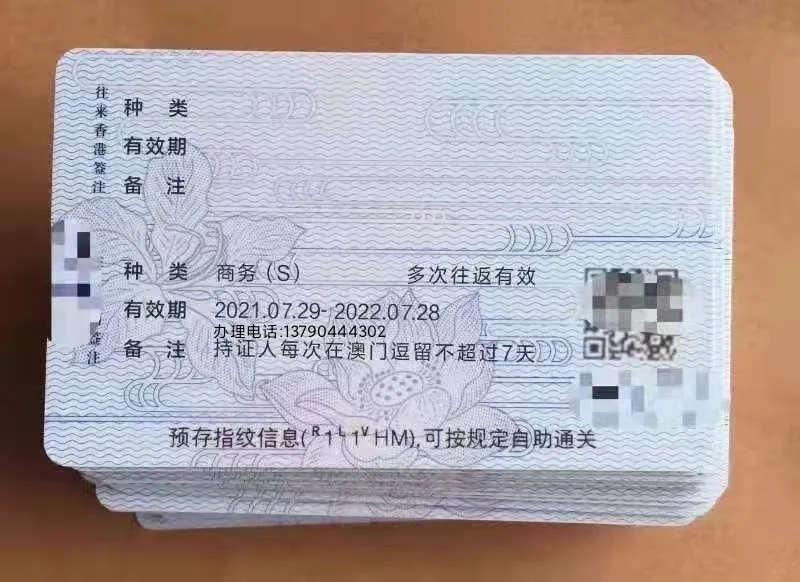 往来香港签注
种 类
有效期
备 注
种 类 商务(S) 多次往返有效
有效期 2021.07.29-2022.07.28
办理电话:13790444302
备 注 持证人每次在澳门逗留不超过7天
签注
预存指纹信息(R1L1VHM),可按规定自助通关